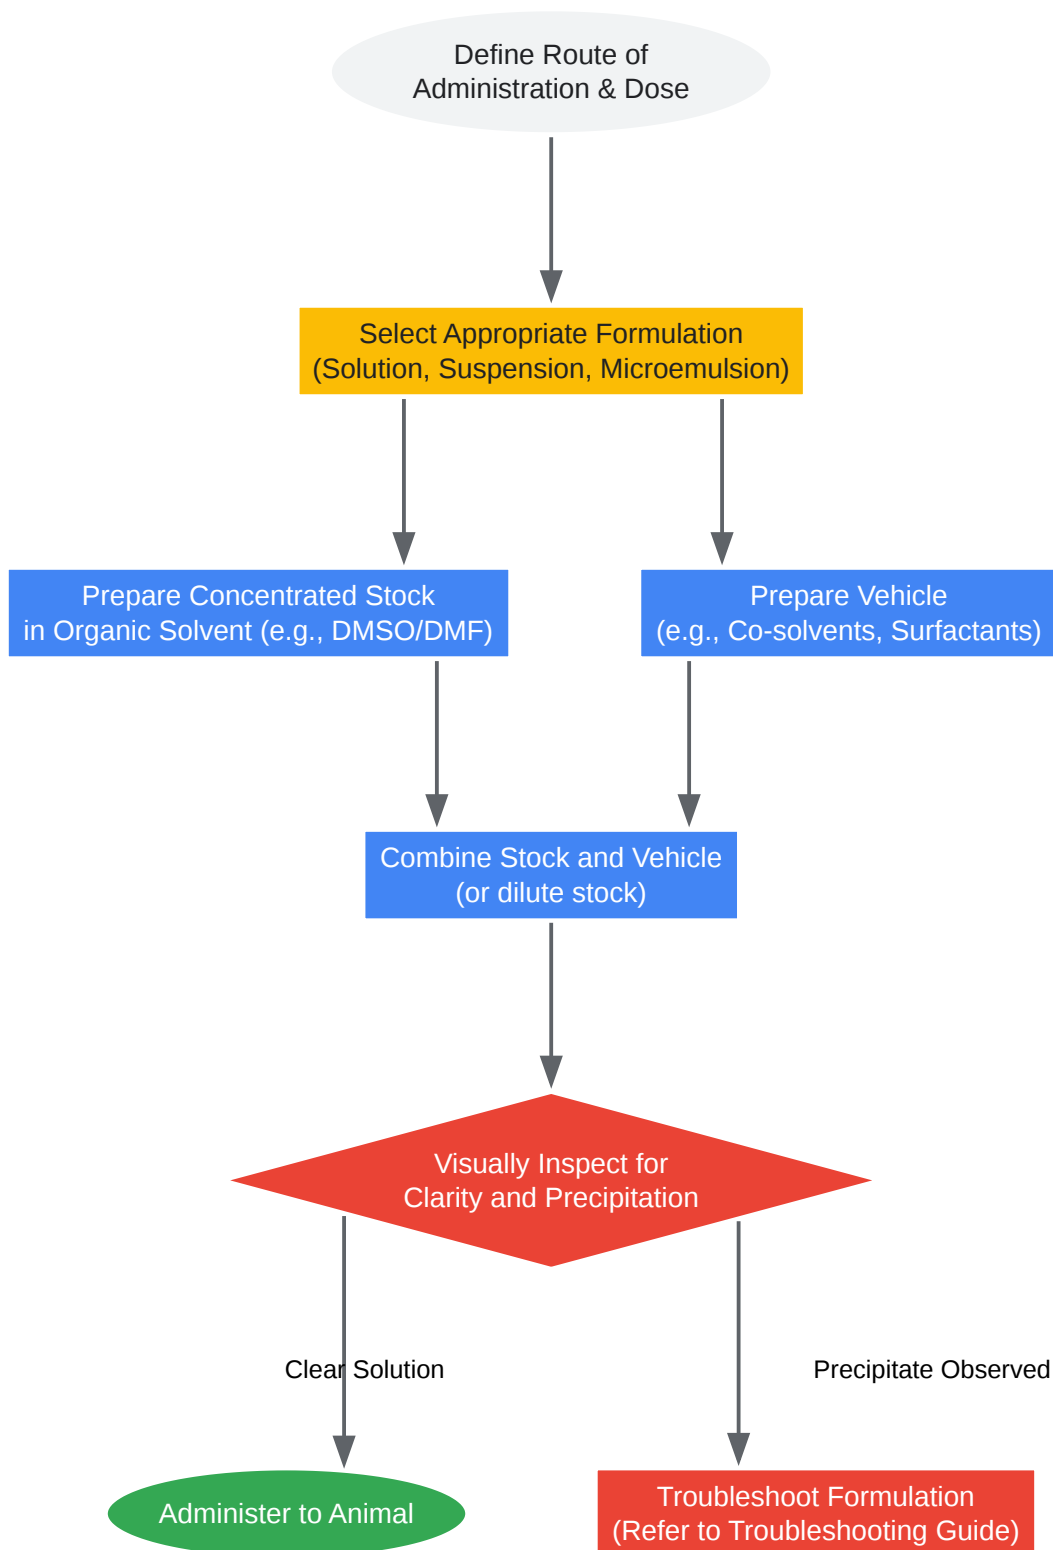 Define Route of
Administration & Dose
Select Appropriate Formulation
(Solution, Suspension, Microemulsion)
Prepare Concentrated Stock
in Organic Solvent (e.g., DMSO/DMF)
Prepare Vehicle
(e.g., Co-solvents, Surfactants)
Combine Stock and Vehicle
(or dilute stock)
Visually Inspect for
Clarity and Precipitation
Clear Solution
Precipitate Observed
Administer to Animal
Troubleshoot Formulation
(Refer to Troubleshooting Guide)